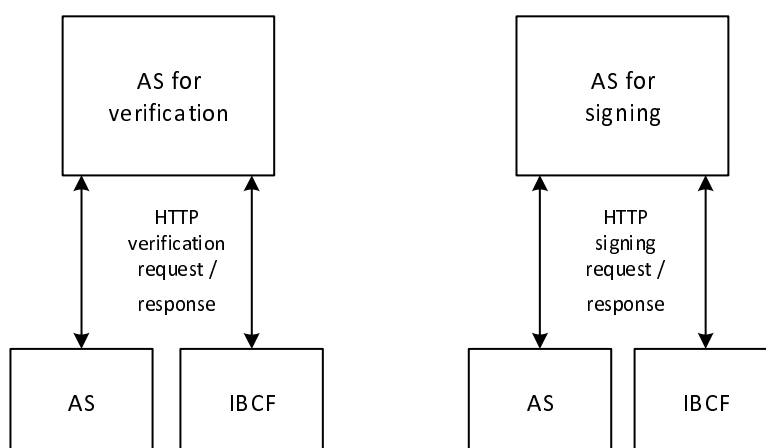 AS for
verification
HTTP
verification
request /
response
AS
IBCF
AS for
signing
HTTP
signing
request /
response
AS
IBCF